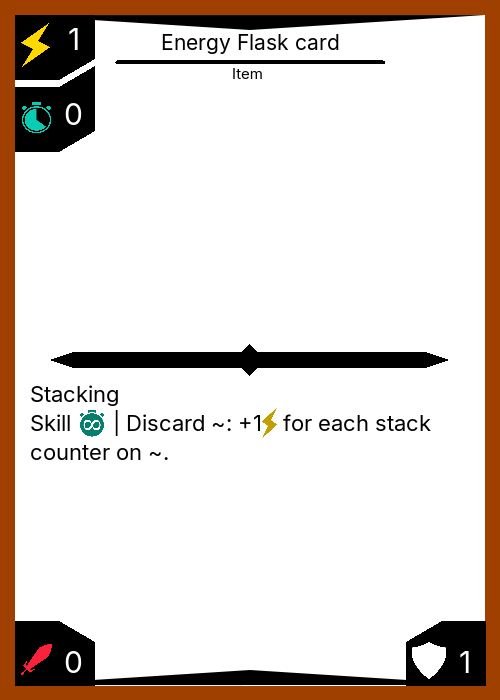 1
Energy Flask card
Item
0
Stacking
Skill | Discard ~: +1 for each stack
counter on ~.
0
1